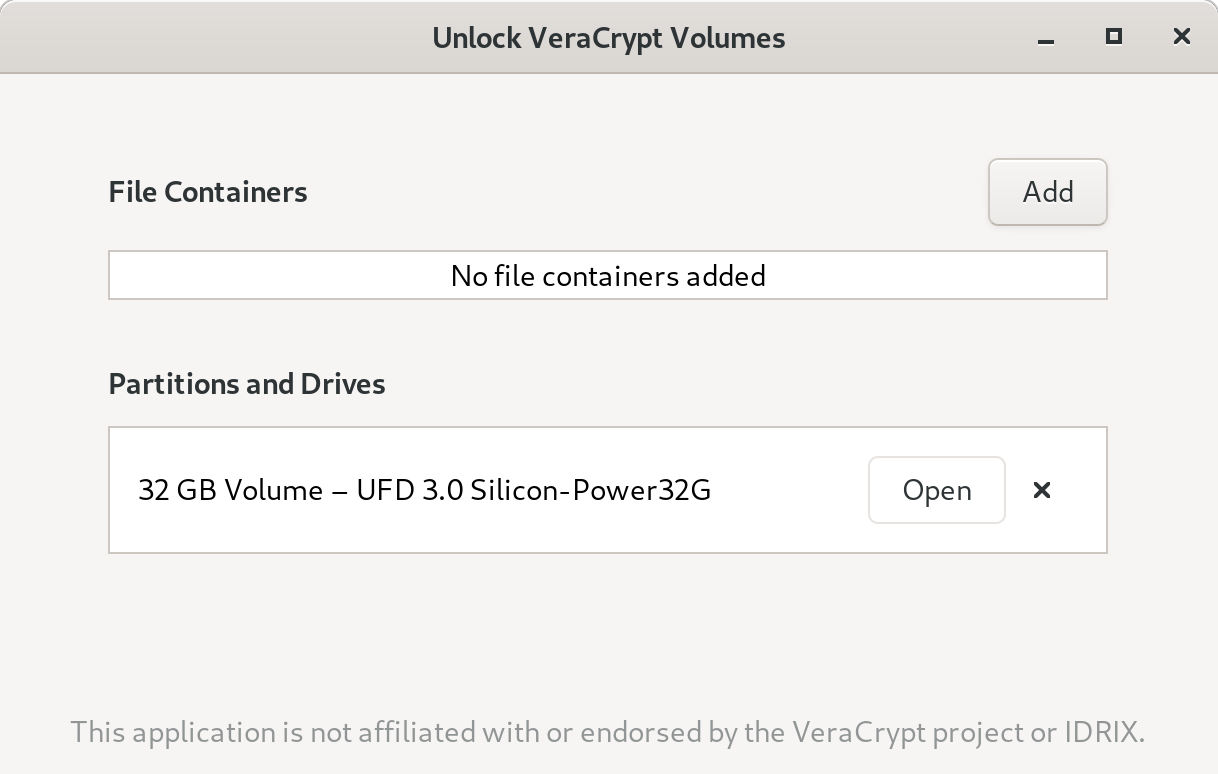 Unlock VeraCrypt Volumes
File Containers
Add
No file containers added
Partitions and Drives
32 GB Volume – UFD 3.0 Silicon-Power32G
Open
This application is not affiliated with or endorsed by the VeraCrypt project or IDRIX.